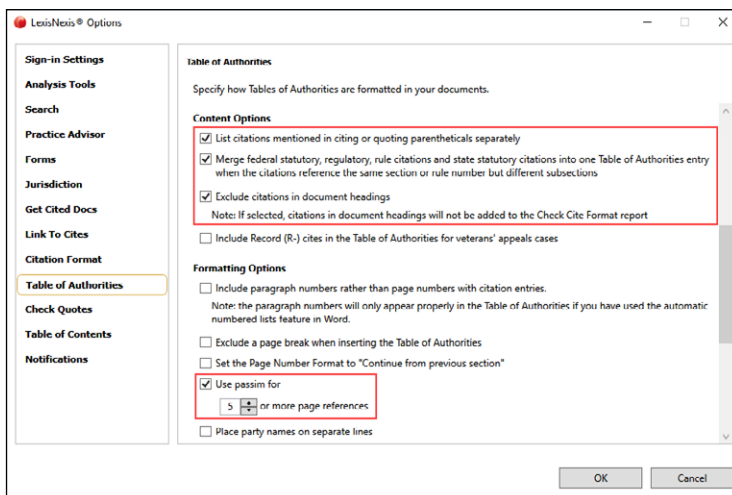 LexisNexis® Options
Sign-in Settings
Analysis Tools
Search
Practice Advisor
Forms
Jurisdiction
Get Cited Docs
Link To Cites
Citation Format
Table of Authorities
Check Quotes
Table of Contents
Notifications
Table of Authorities
Specify how Tables of Authorities are formatted in your documents.
Content Options
List citations mentioned in citing or quoting parentheticals separately
Merge federal statutory, regulatory, rule citations and state statutory citations into one Table of Authorities entry
when the citations reference the same section or rule number but different subsections
Exclude citations in document headings
Note: If selected, citations in document headings will not be added to the Check Cite Format report
Include Record (R-) cites in the Table of Authorities for veterans' appeals cases
Formatting Options
Include paragraph numbers rather than page numbers with citation entries.
Note: the paragraph numbers will only appear properly in the Table of Authorities if you have used the automatic
numbered lists feature in Word.
Exclude a page break when inserting the Table of Authorities
Set the Page Number Format to "Continue from previous section"
Use passim for
5 or more page references
Place party names on separate lines
OK
Cancel